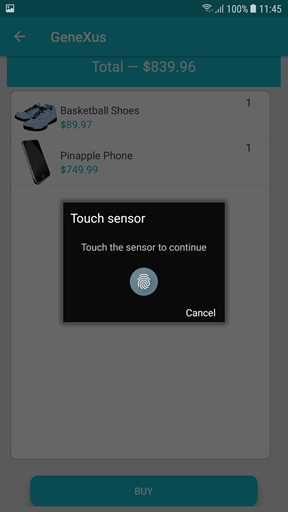 100% 11:45
GeneXus
Total — $839.96
Basketball Shoes 1
$89.97
Pinapple Phone 1
$749.99
Touch sensor
Touch the sensor to continue
Cancel
BUY